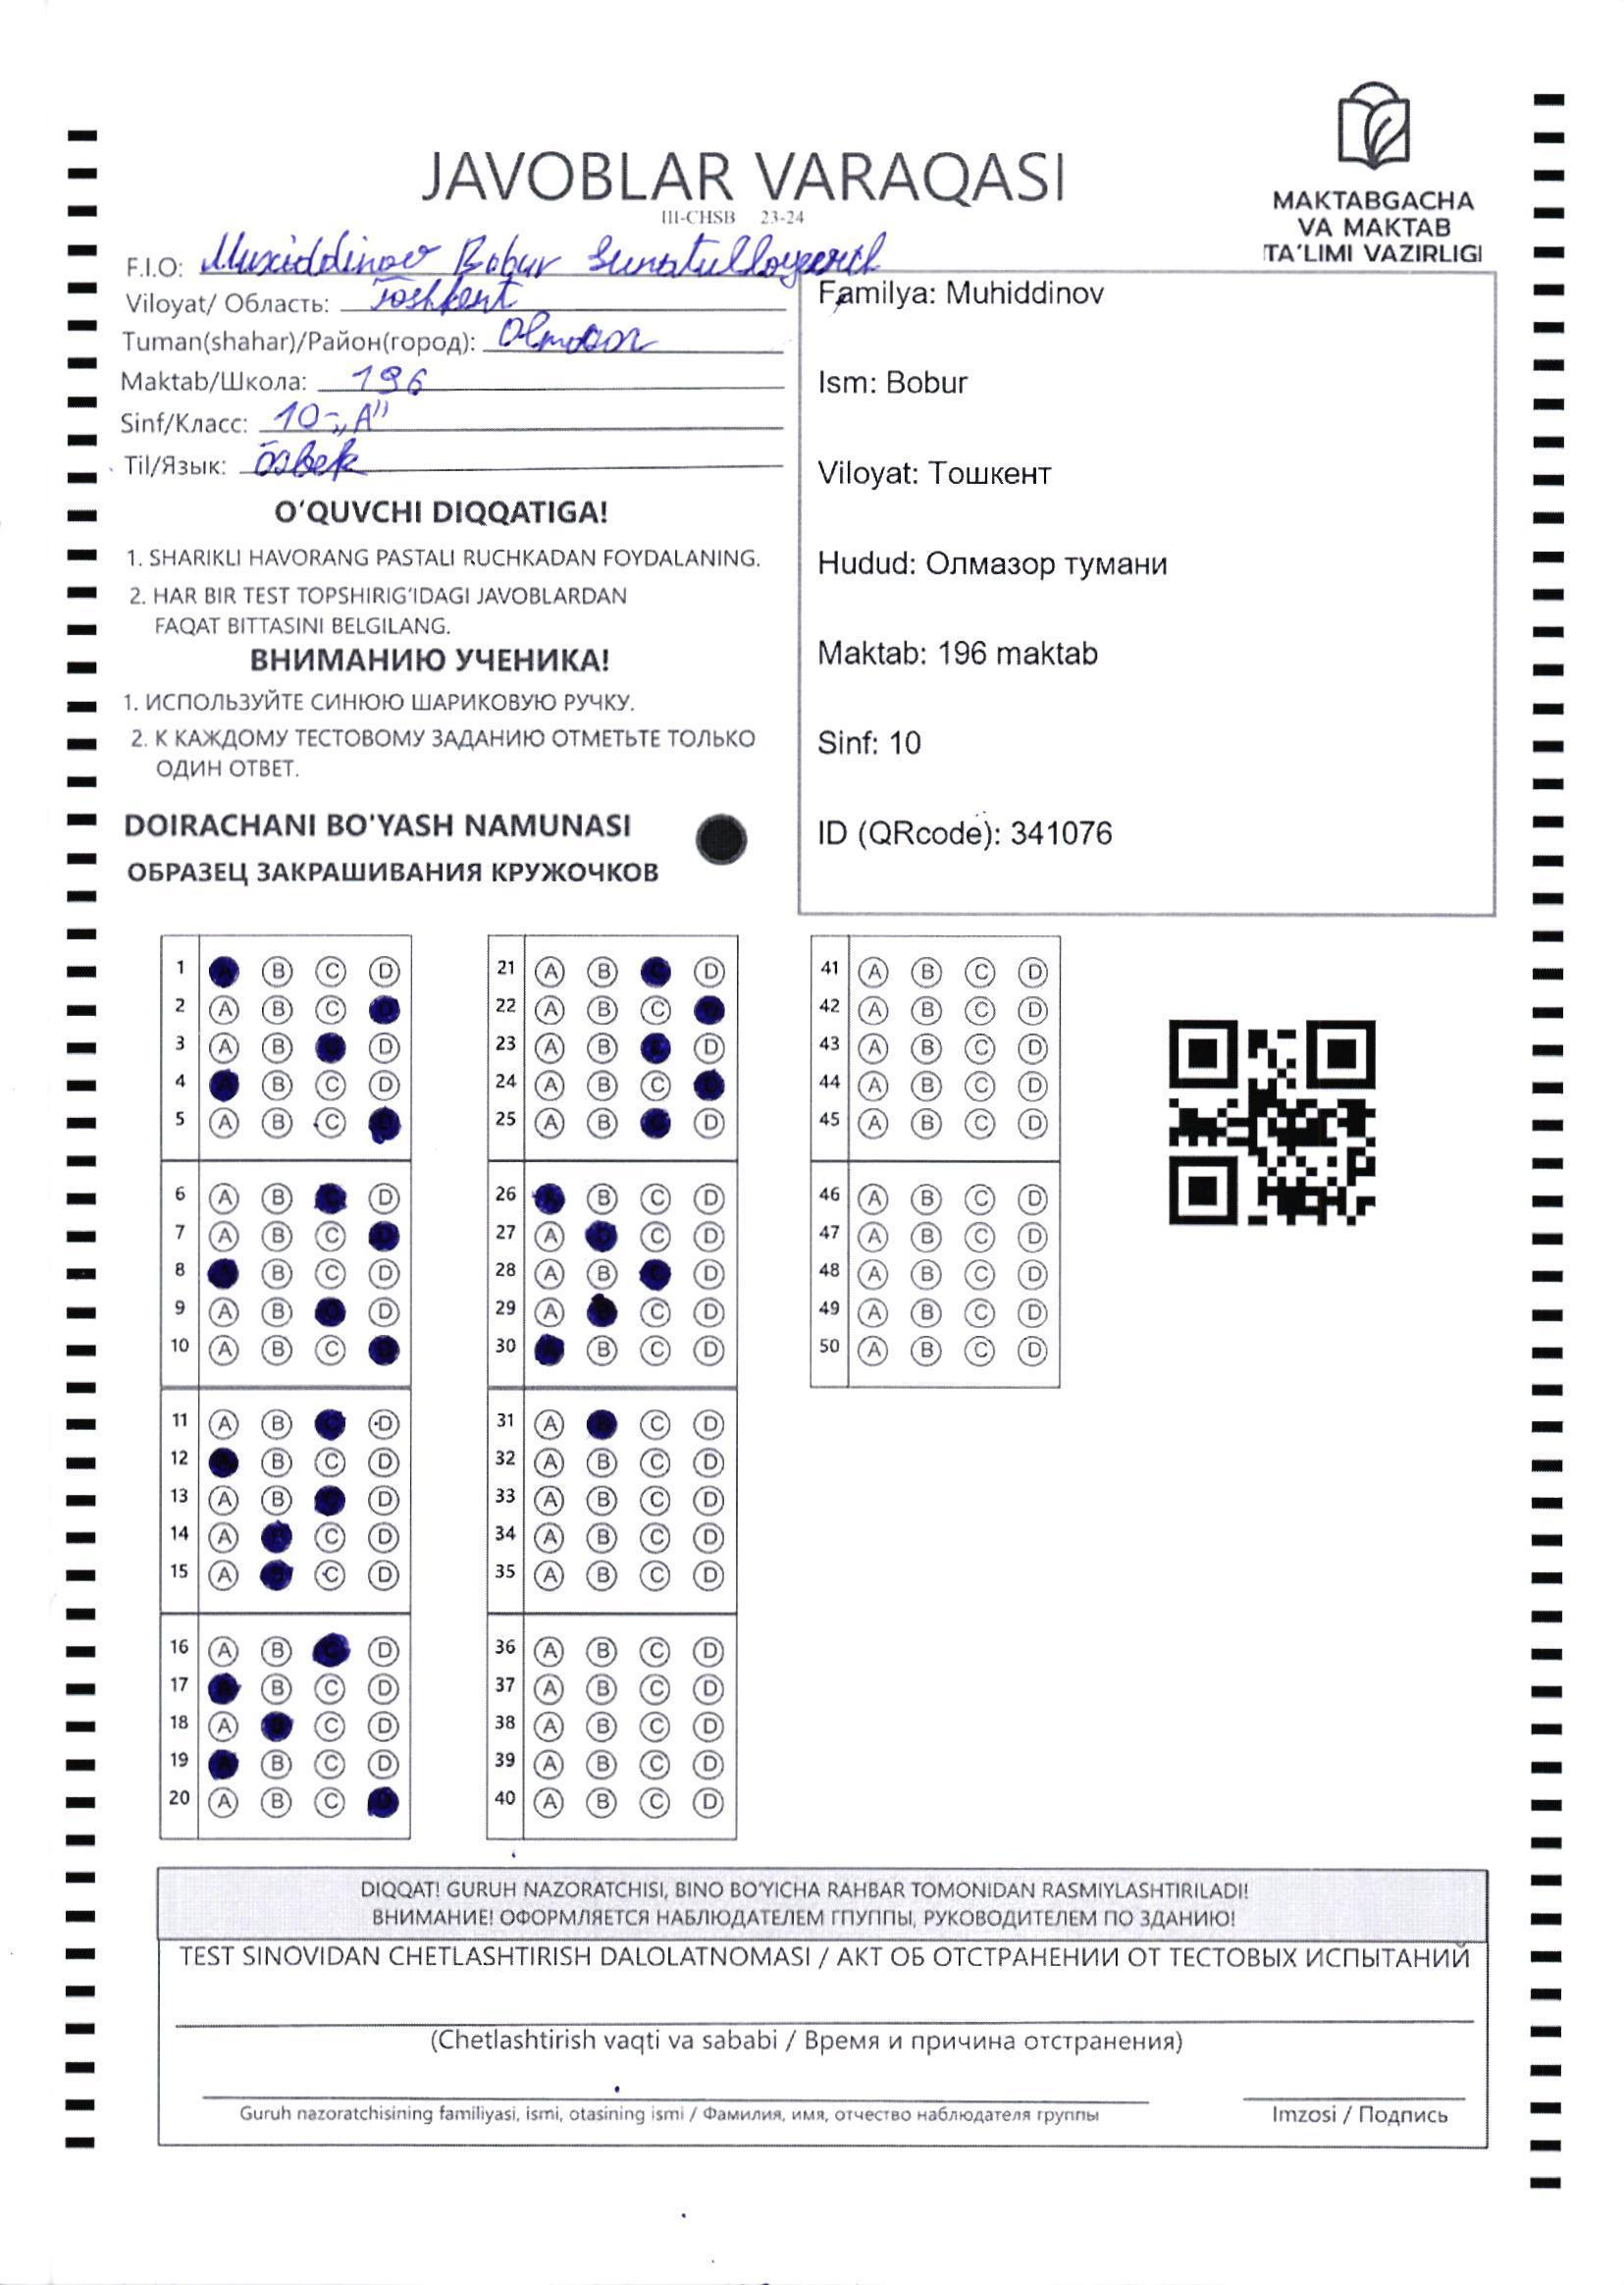 JAVOBLAR VARAQASI
III-CHSB 23-24
MAKTABGACHA
VA MAKTAB
TA'LIMI VAZIRLIGI
F.I.O: Muxiddinov Bobur
Viloyat/ Область: Toshkent
Tuman(shahar)/Район(город): Olmazor
Maktab/Школа: 196
Sinf/Класс: 10-„A"
Til/Язык: õzbek
O'QUVCHI DIQQATIGA!
1. SHARIKLI HAVORANG PASTALI RUCHKADAN FOYDALANING.
2. HAR BIR TEST TOPSHIRIG'IDAGI JAVOBLARDAN
FAQAT BITTASINI BELGILANG.
ВНИМАНИЮ УЧЕНИКА!
1. ИСПОЛЬЗУЙТЕ СИНЮЮ ШАРИКОВУЮ РУЧКУ.
2. К КАЖДОМУ ТЕСТОВОМУ ЗАДАНИЮ ОТМЕТЬТЕ ТОЛЬКО
ОДИН ОТВЕТ.
DOIRACHANI BO'YASH NAMUNASI
ОБРАЗЕЦ ЗАКРАШИВАНИЯ КРУЖОЧКОВ
Familya: Muhiddinov
Ism: Bobur
Viloyat: Тошкент
Hudud: Олмазор тумани
Maktab: 196 maktab
Sinf: 10
ID (QRcode): 341076
1 A B C D
2 A B C D
3 A B C D
4 A B C D
5 A B C D
6 A B C D
7 A B C D
8 A B C D
9 A B C D
10 A B C D
11 A B C D
12 A B C D
13 A B C D
14 A B C D
15 A B C D
16 A B C D
17 A B C D
18 A B C D
19 A B C D
20 A B C D
21 A B C D
22 A B C D
23 A B C D
24 A B C D
25 A B C D
26 A B C D
27 A B C D
28 A B C D
29 A B C D
30 A B C D
31 A B C D
32 A B C D
33 A B C D
34 A B C D
35 A B C D
36 A B C D
37 A B C D
38 A B C D
39 A B C D
40 A B C D
41 A B C D
42 A B C D
43 A B C D
44 A B C D
45 A B C D
46 A B C D
47 A B C D
48 A B C D
49 A B C D
50 A B C D
DIQQAT! GURUH NAZORATCHISI, BINO BO'YICHA RAHBAR TOMONIDAN RASMIYLASHTIRILADI!
ВНИМАНИЕ! ОФОРМЛЯЕТСЯ НАБЛЮДАТЕЛЕМ ГПУППЫ, РУКОВОДИТЕЛЕМ ПО ЗДАНИЮ!
TEST SINOVIDAN CHETLASHTIRISH DALOLATNOMASI / АКТ ОБ ОТСТРАНЕНИИ ОТ ТЕСТОВЫХ ИСПЫТАНИЙ
(Chetlashtirish vaqti va sababi / Время и причина отстранения)
Guruh nazoratchisining familiyasi, ismi, otasining ismi / Фамилия, имя, отчество наблюдателя группы
Imzosi / Подпись